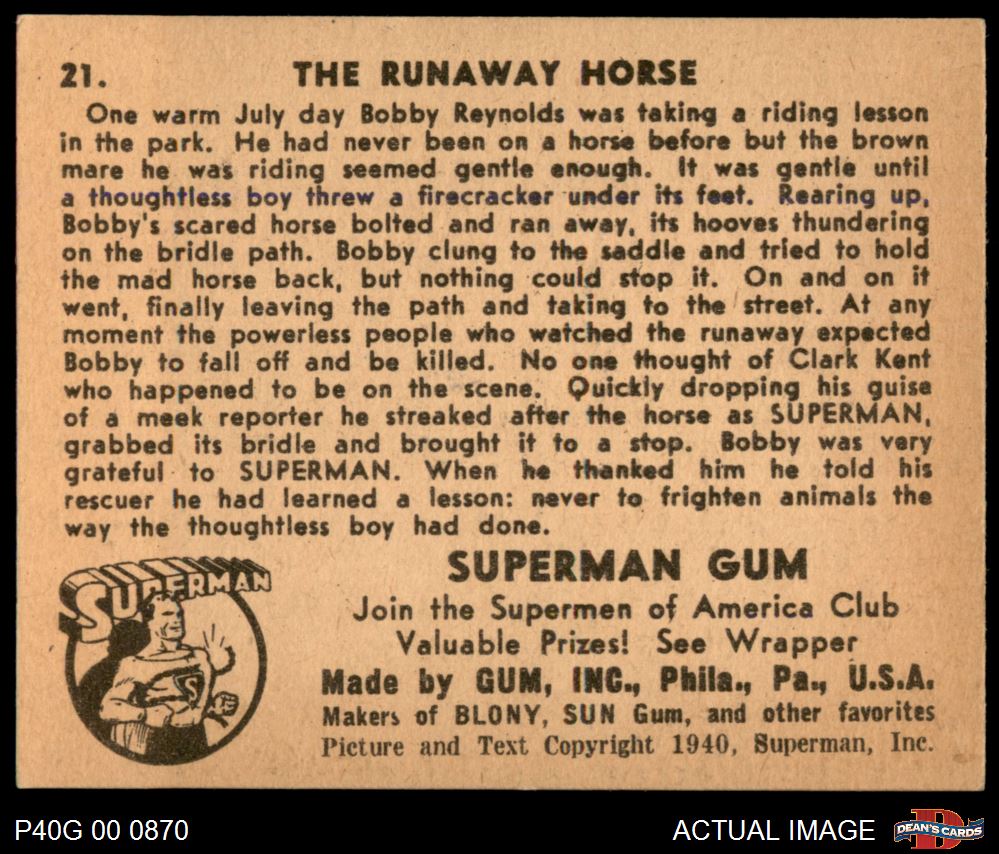 21. THE RUNAWAY HORSE
One warm July day Bobby Reynolds was taking a riding lesson
in the park. He had never been on a horse before but the brown
mare he was riding seemed gentle enough. It was gentle until
a thoughtless boy threw a firecracker under its feet. Rearing up,
Bobby's scared horse bolted and ran away, its hooves thundering
on the bridle path. Bobby clung to the saddle and tried to hold
the mad horse back, but nothing could stop it. On and on it
went, finally leaving the path and taking to the street. At any
moment the powerless people who watched the runaway expected
Bobby to fall off and be killed. No one thought of Clark Kent
who happened to be on the scene. Quickly dropping his guise
of a meek reporter he streaked after the horse as SUPERMAN,
grabbed its bridle and brought it to a stop. Bobby was very
grateful to SUPERMAN. When he thanked him he told his
rescuer he had learned a lesson: never to frighten animals the
way the thoughtless boy had done.
SUPERMAN
S
SUPERMAN GUM
Join the Supermen of America Club
Valuable Prizes! See Wrapper
Made by GUM, INC., Phila., Pa., U.S.A.
Makers of BLONY, SUN Gum, and other favorites
Picture and Text Copyright 1940, Superman, Inc.
P40G 00 0870
ACTUAL IMAGE
D
DEAN'S CARDS